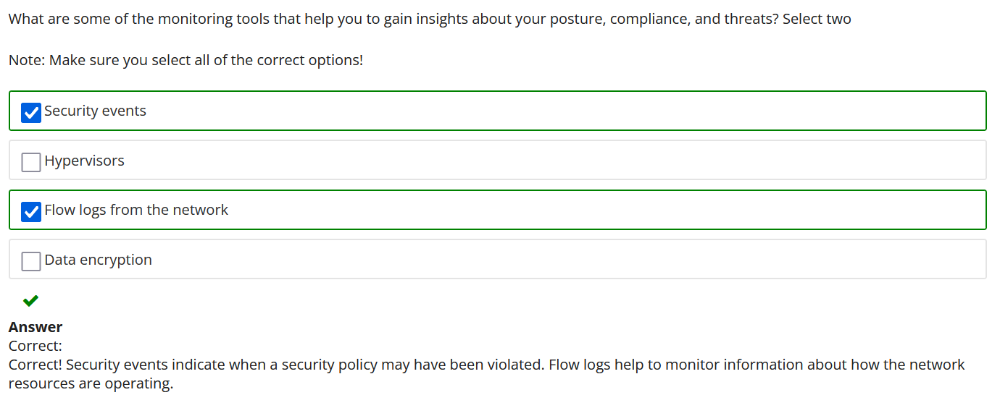 What are some of the monitoring tools that help you to gain insights about your posture, compliance, and threats? Select two
Note: Make sure you select all of the correct options!
Security events
Hypervisors
Flow logs from the network
Data encryption
Answer
Correct:
Correct! Security events indicate when a security policy may have been violated. Flow logs help to monitor information about how the network
resources are operating.